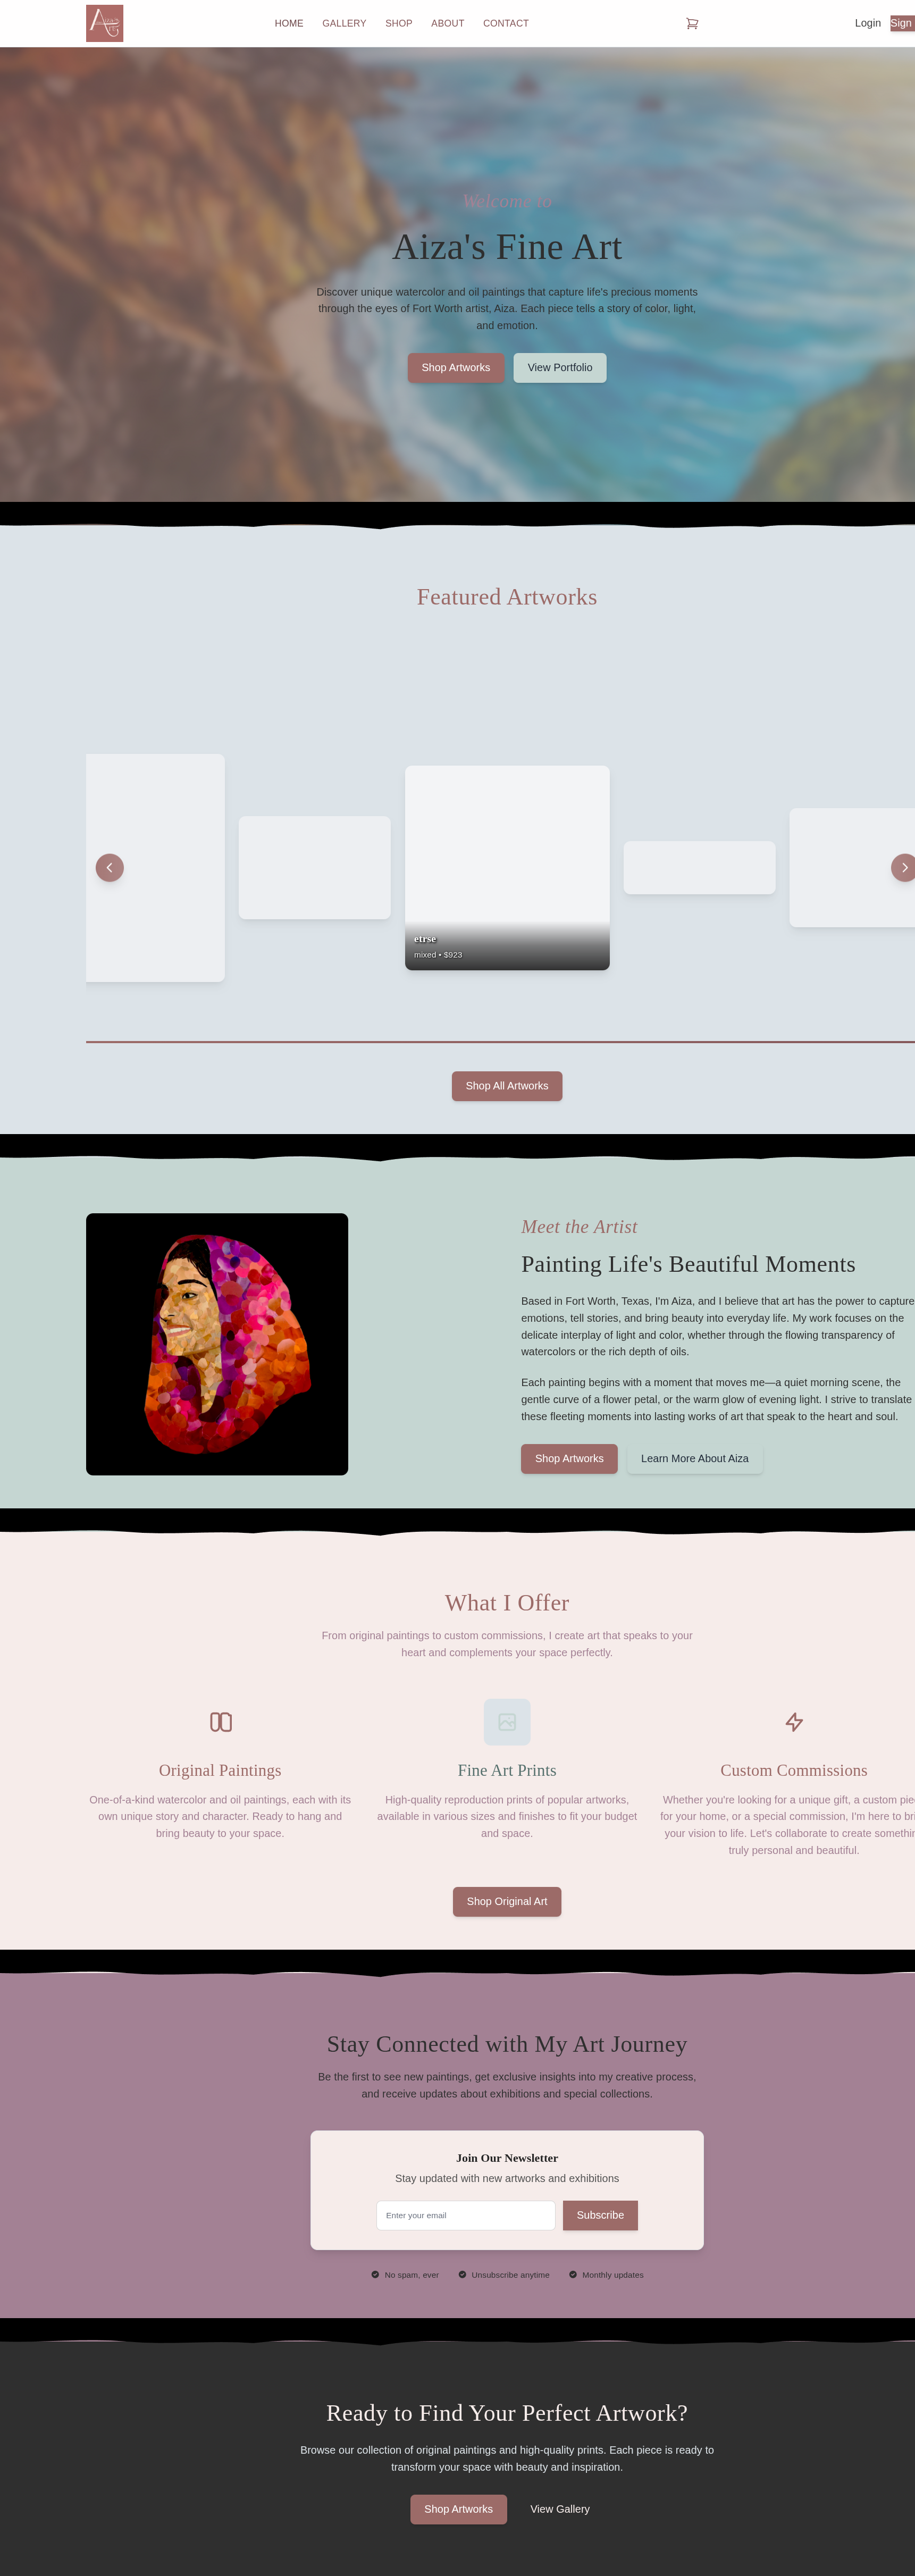 HOME GALLERY SHOP ABOUT CONTACT Login Sign
Welcome to
Aiza's Fine Art
Discover unique watercolor and oil paintings that capture life's precious moments
through the eyes of Fort Worth artist, Aiza. Each piece tells a story of color, light,
and emotion.
Shop Artworks View Portfolio
Featured Artworks
etrse
mixed • $923
Shop All Artworks
Meet the Artist
Painting Life's Beautiful Moments
Based in Fort Worth, Texas, I'm Aiza, and I believe that art has the power to capture
emotions, tell stories, and bring beauty into everyday life. My work focuses on the
delicate interplay of light and color, whether through the flowing transparency of
watercolors or the rich depth of oils.
Each painting begins with a moment that moves me—a quiet morning scene, the
gentle curve of a flower petal, or the warm glow of evening light. I strive to translate
these fleeting moments into lasting works of art that speak to the heart and soul.
Shop Artworks Learn More About Aiza
What I Offer
From original paintings to custom commissions, I create art that speaks to your
heart and complements your space perfectly.
Original Paintings
One-of-a-kind watercolor and oil paintings, each with its
own unique story and character. Ready to hang and
bring beauty to your space.
Fine Art Prints
High-quality reproduction prints of popular artworks,
available in various sizes and finishes to fit your budget
and space.
Custom Commissions
Whether you're looking for a unique gift, a custom pie
for your home, or a special commission, I'm here to bri
your vision to life. Let's collaborate to create somethin
truly personal and beautiful.
Shop Original Art
Stay Connected with My Art Journey
Be the first to see new paintings, get exclusive insights into my creative process,
and receive updates about exhibitions and special collections.
Join Our Newsletter
Stay updated with new artworks and exhibitions
Enter your email Subscribe
No spam, ever Unsubscribe anytime Monthly updates
Ready to Find Your Perfect Artwork?
Browse our collection of original paintings and high-quality prints. Each piece is ready to
transform your space with beauty and inspiration.
Shop Artworks View Gallery